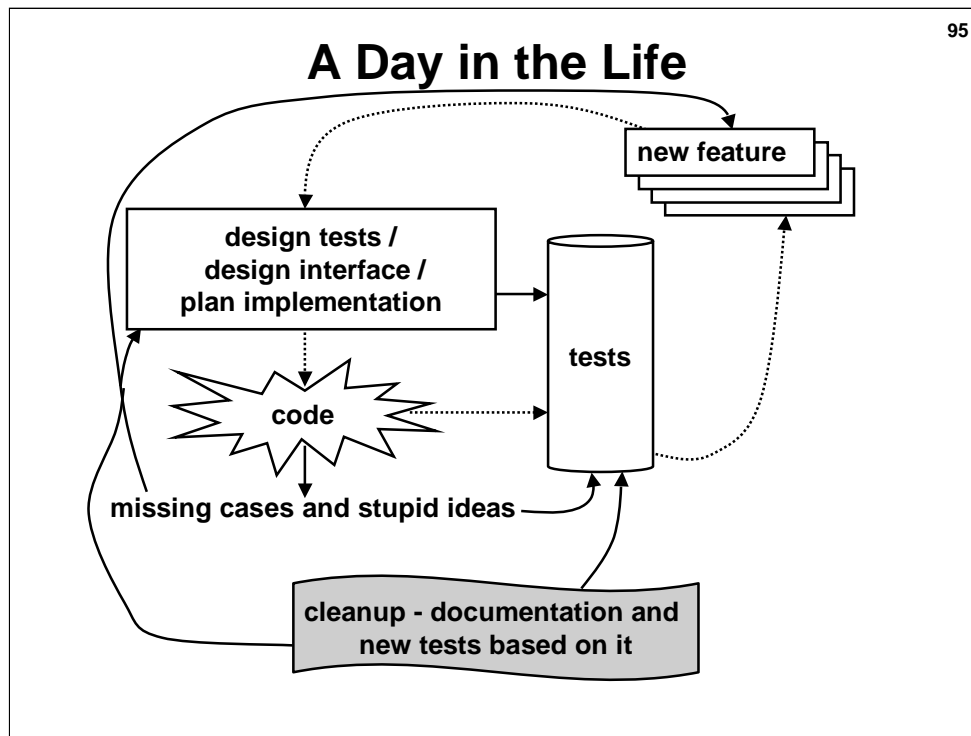 95
A Day in the Life
new feature
design tests /
design interface /
plan implementation
tests
code
missing cases and stupid ideas
cleanup - documentation and
new tests based on it